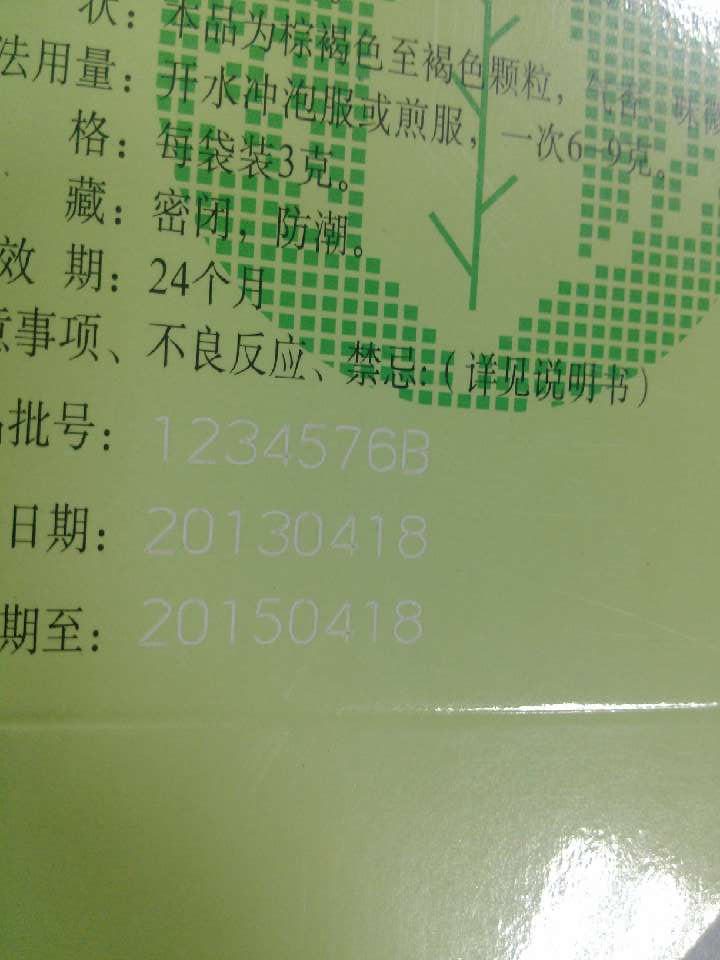 状：本品为棕褐色至褐色颗粒，气香、味微
法用量：开水冲泡服或煎服，一次6-9克。
格：每袋装3克。
藏：密闭，防潮。
效 期：24个月
意事项、不良反应、禁忌:（详见说明书）
品批号：1234576B
日期：20130418
期至：20150418